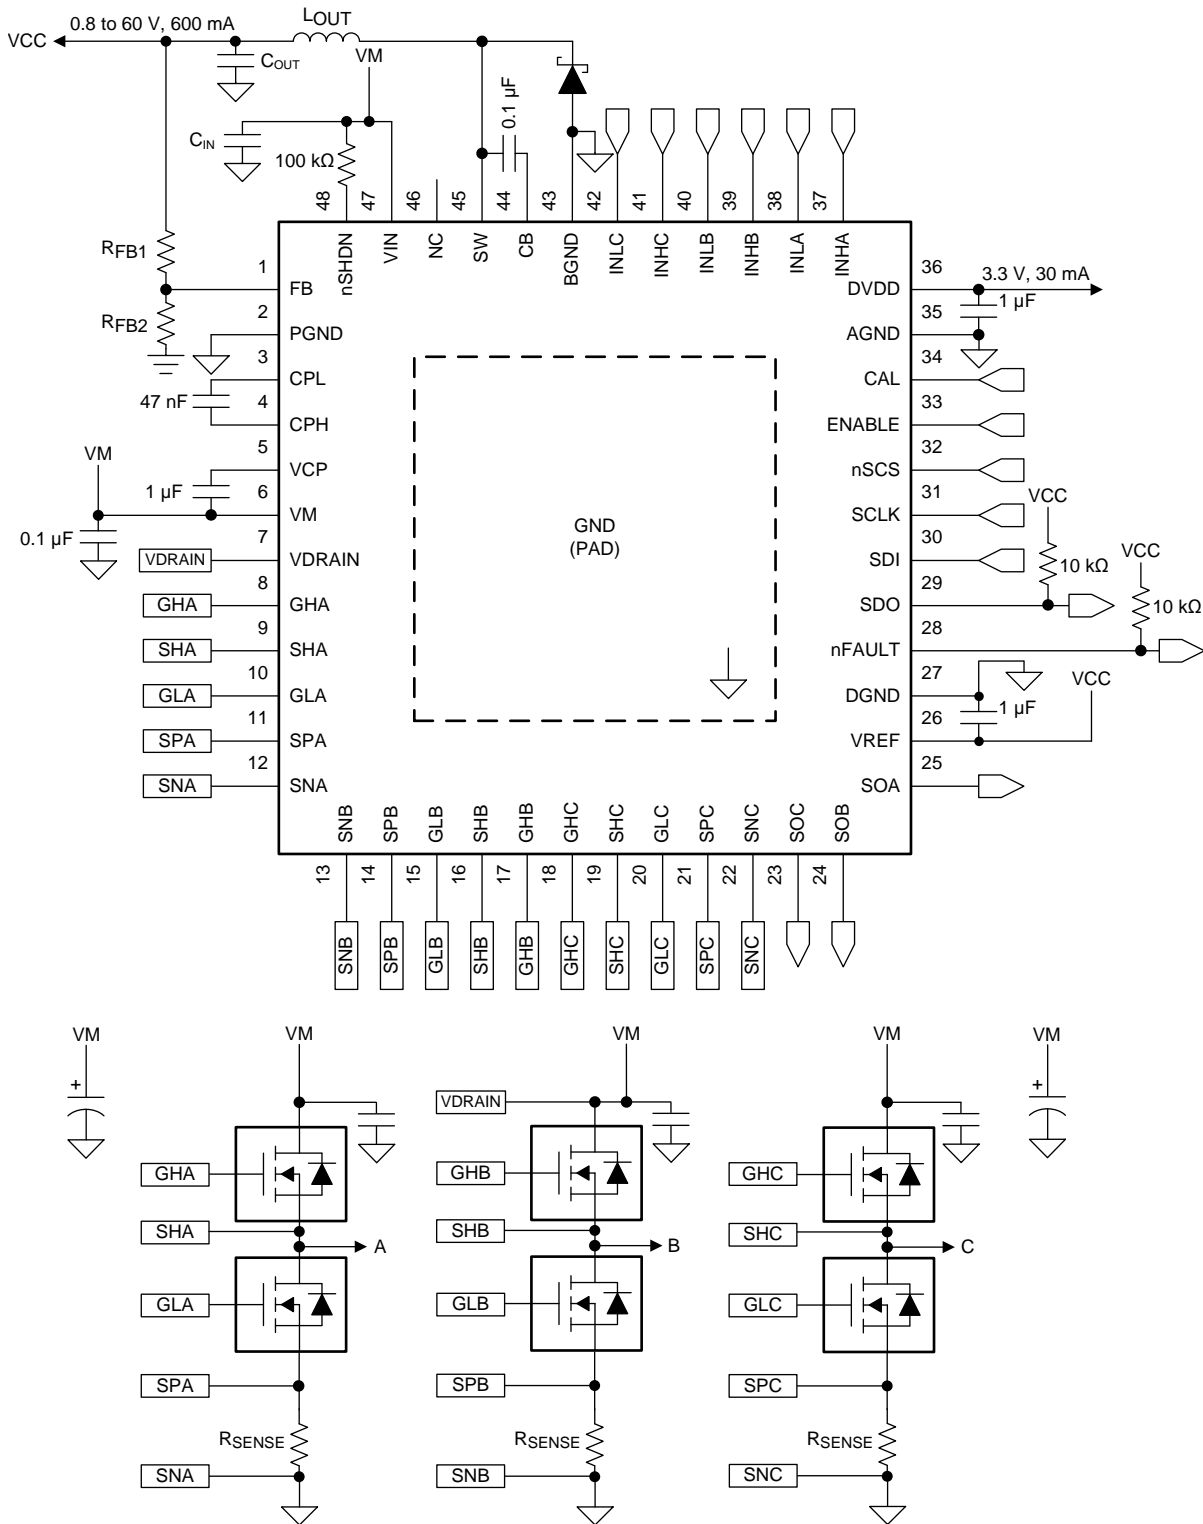 0.8 to 60 V, 600 mA
LOUT
VCC
VM
COUT
0.1 µF
CIN
100 kΩ
48
47
46
45
44
43
42
41
40
39
38
37
nSHDN
VIN
NC
SW
CB
BGND
INLC
INHC
INLB
INHB
INLA
INHA
RFB1
RFB2
1
FB
2
PGND
3
CPL
47 nF
4
CPH
5
VCP
VM
1 µF
6
VM
0.1 µF
7
VDRAIN
VDRAIN
8
GHA
GHA
9
SHA
SHA
10
GLA
GLA
11
SPA
SPA
12
SNA
SNA
GND
(PAD)
36
DVDD
3.3 V, 30 mA
1 µF
35
AGND
34
CAL
33
ENABLE
32
nSCS
31
SCLK
VCC
30
SDI
10 kΩ
VCC
29
SDO
10 kΩ
28
nFAULT
27
DGND
VCC
1 µF
26
VREF
25
SOA
SNB
SPB
GLB
SHB
GHB
GHC
SHC
GLC
SPC
SNC
SOC
SOB
13
14
15
16
17
18
19
20
21
22
23
24
SNB
SPB
GLB
SHB
GHB
GHC
SHC
GLC
SPC
SNC
VM
+
VM
VM
VM
VM
+
VDRAIN
GHA
GHB
GHC
SHA
SHB
SHC
A
B
C
GLA
GLB
GLC
SPA
SPB
SPC
RSENSE
RSENSE
RSENSE
SNA
SNB
SNC